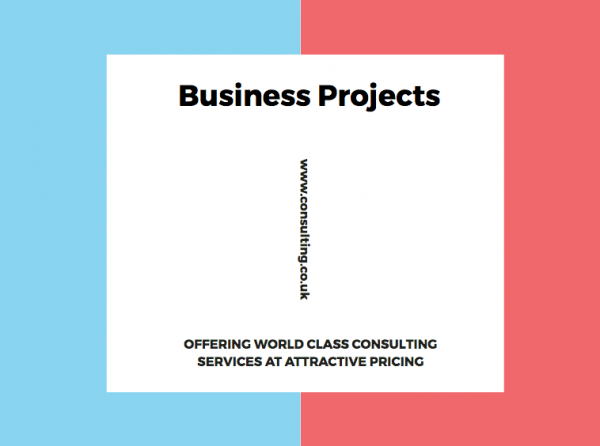 Business Projects
www.consulting.co.uk
OFFERING WORLD CLASS CONSULTING
SERVICES AT ATTRACTIVE PRICING